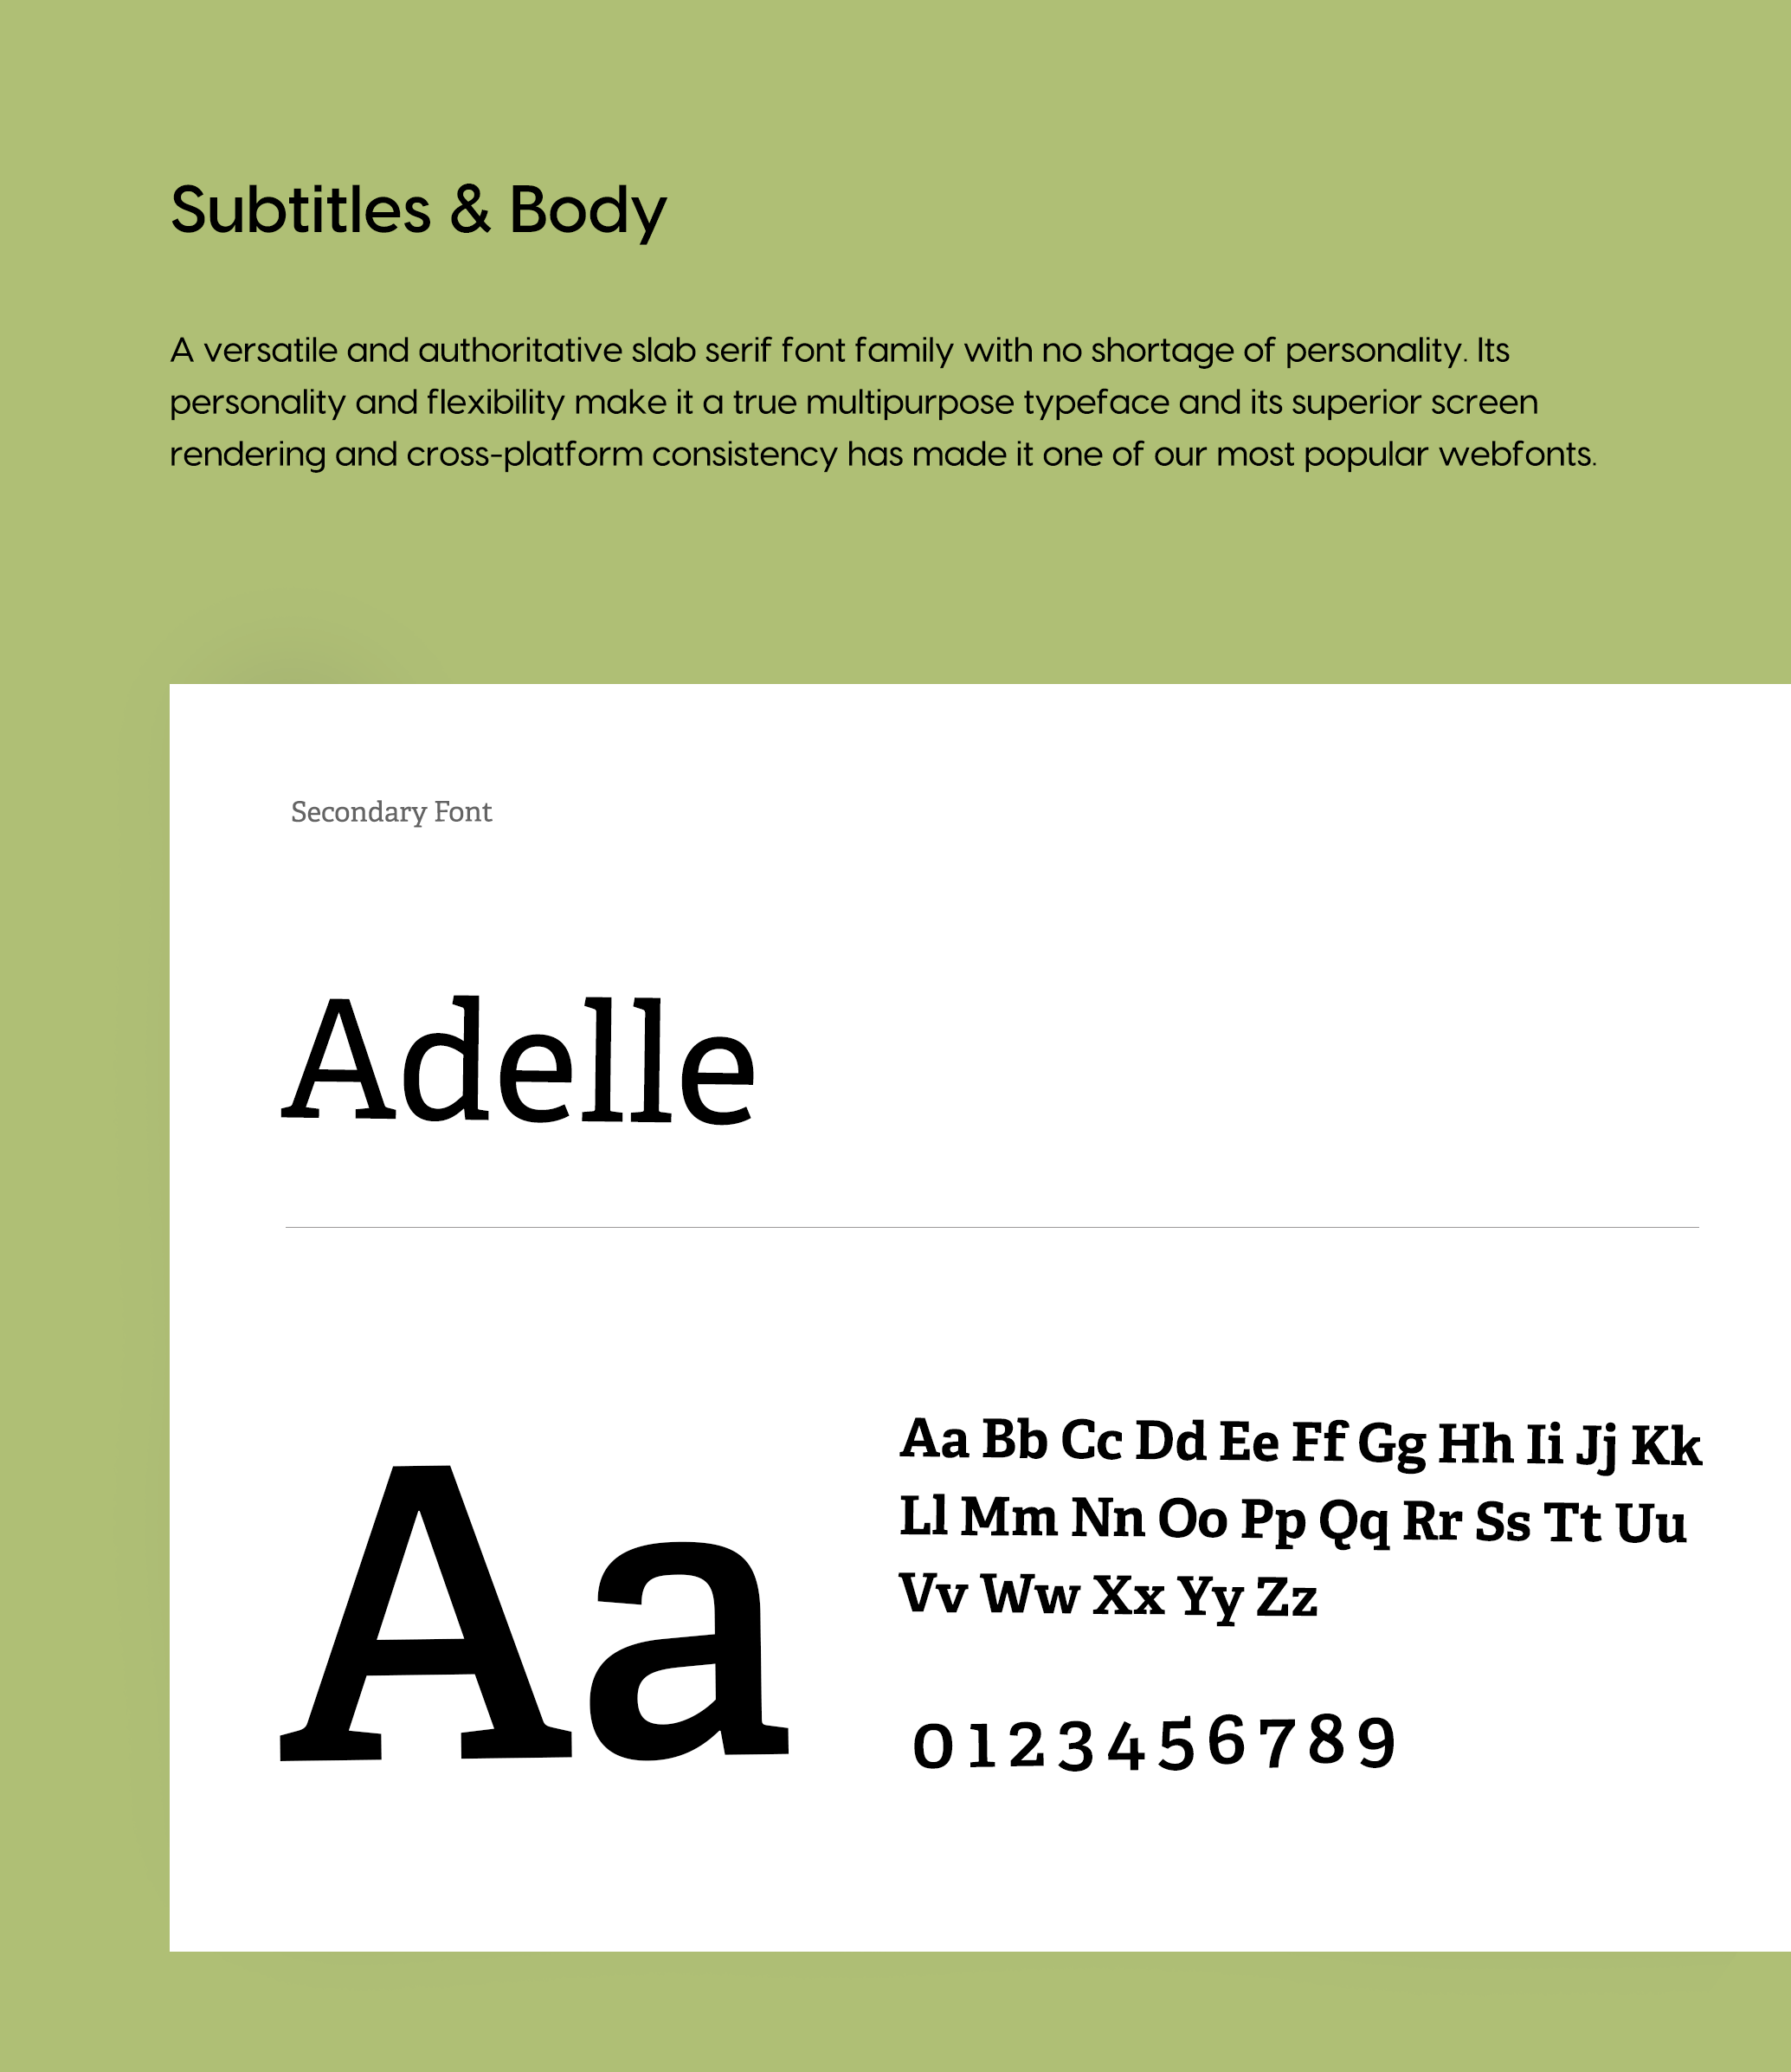 Subtitles & Body
A versatile and authoritative slab serif font family with no shortage of personality. Its
personality and flexibility make it a true multipurpose typeface and its superior screen
rendering and cross-platform consistency has made it one of our most popular webfonts.
Secondary Font
Adelle
Aa
Aa Bb Cc Dd Ee Ff Gg Hh Ii Jj Kk
Ll Mm Nn Oo Pp Qq Rr Ss Tt Uu
Vv Ww Xx Yy Zz
0 1 2 3 4 5 6 7 8 9